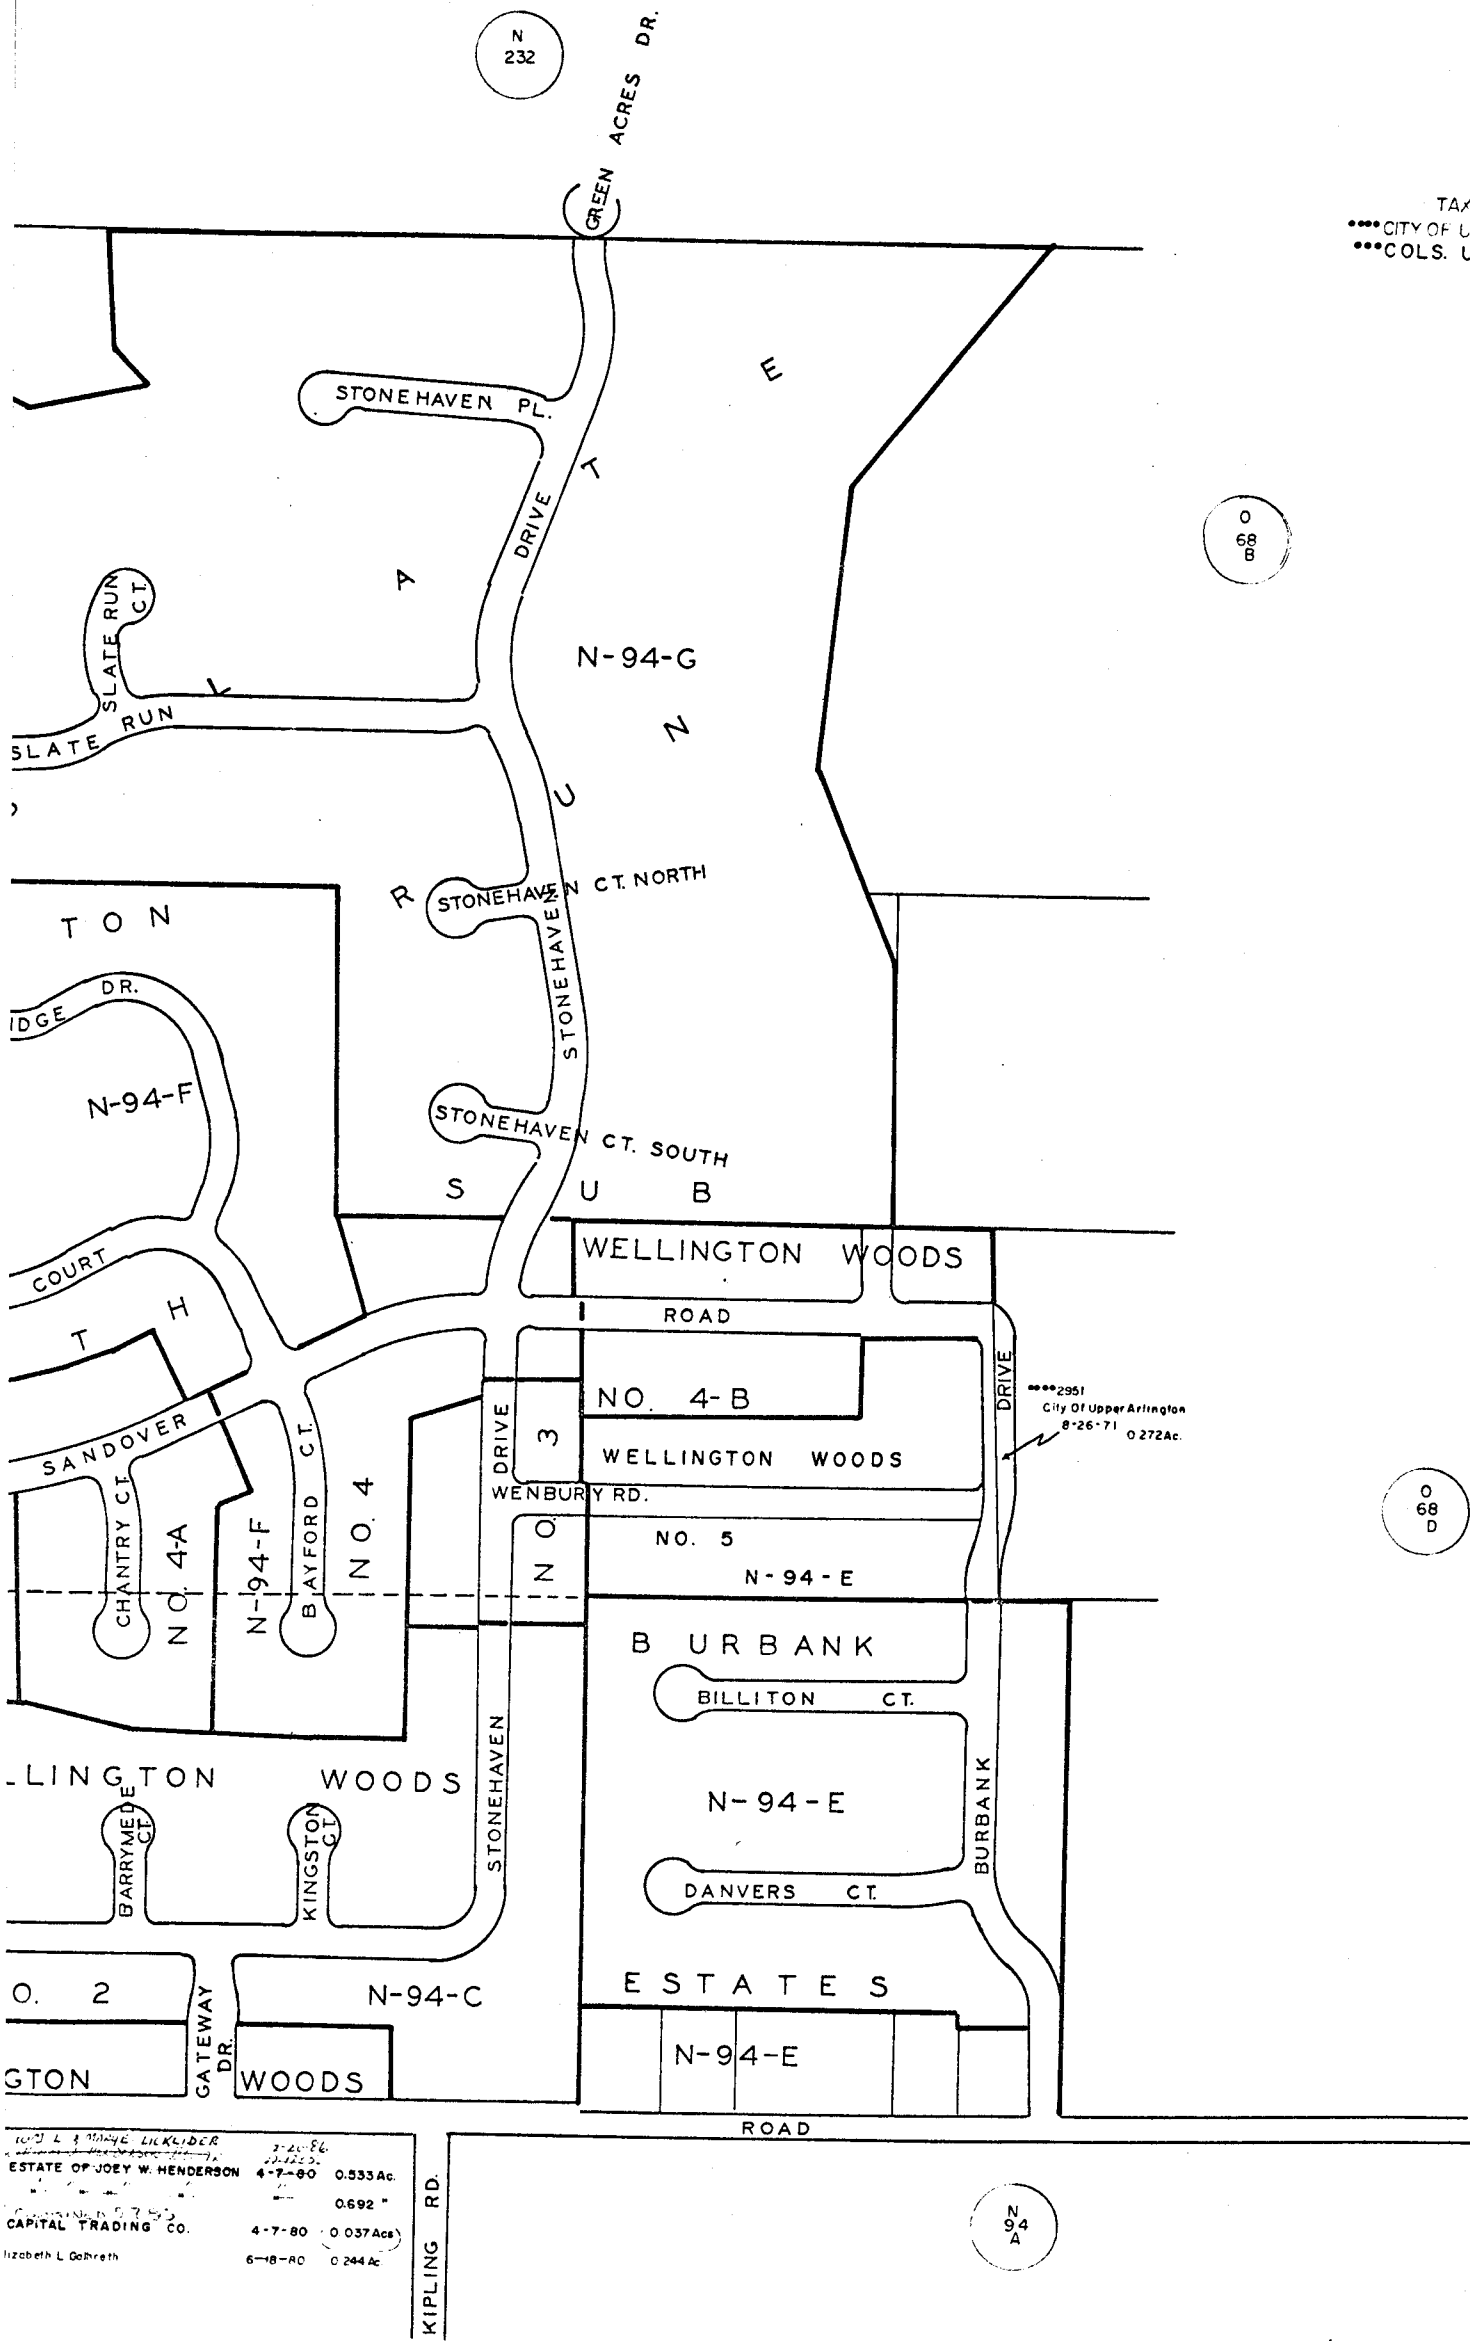 N
232
GREEN ACRES DR.
TAX
••••CITY OF U
•••COLS. U
STONEHAVEN PL.
E
T
DRIVE
A
O
68
B
SLATE RUN
CT.
L
N-94-G
SLATE RUN
N
U
R
STONEHAVEN CT. NORTH
TON
STONEHAVEN
IDGE DR.
N-94-F
STONEHAVEN CT. SOUTH
S U B
WELLINGTON WOODS
COURT
T H
ROAD
DRIVE
NO. 4-B
••••2951
City Of Upper Arlington
8-26-71 0.272Ac.
SANDOVER
DRIVE
NO. 3
WELLINGTON WOODS
WENBURY RD.
CHANTRY CT.
NO. 4-A
N-94-F
BAYFORD CT.
NO. 4
NO. 5
N-94-E
O
68
D
BURBANK
BILLITON CT.
LLINGTON WOODS
STONEHAVEN
BARRYMEDE
CT.
KINGSTON
CT.
N-94-E
BURBANK
DANVERS CT.
O. 2
N-94-C
ESTATES
GATEWAY
DR.
N-94-E
GTON WOODS
ROAD
LICKLIDER
ESTATE OF JOEY W. HENDERSON 4-7-80 0.533 Ac.
0.692 "
CAPITAL TRADING CO. 4-7-80 0.037 Acs
lizabeth L Galbreth 6-18-80 0.244 Ac
KIPLING RD.
N
94
A